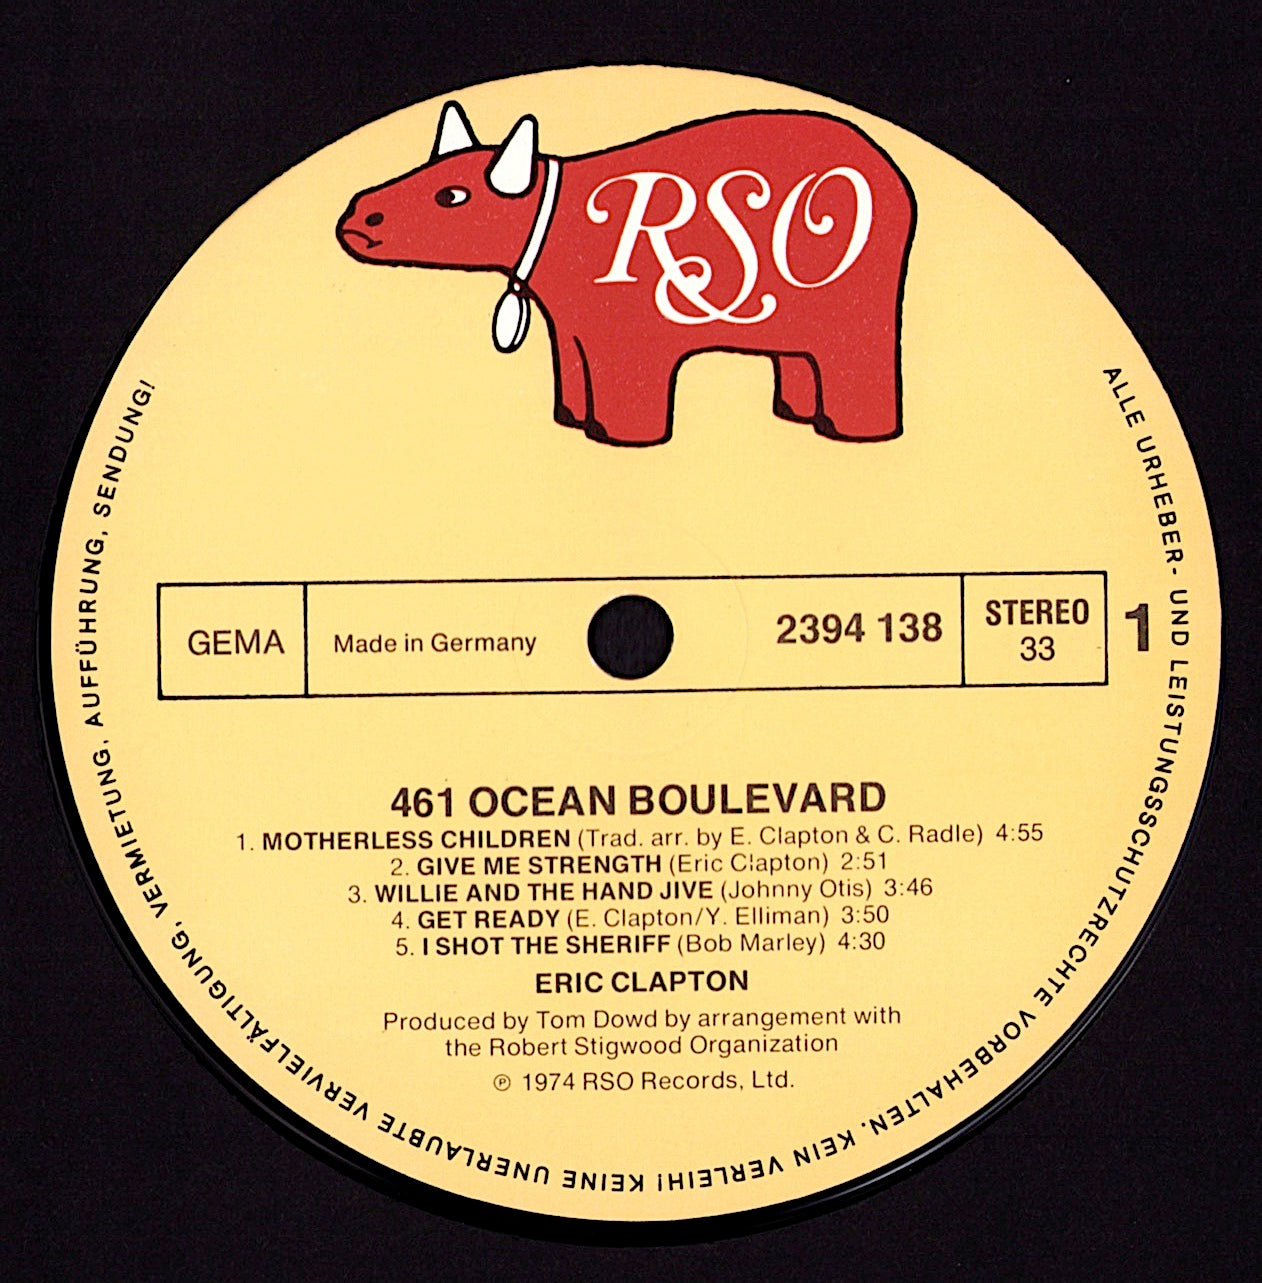 RSO
GEMA
Made in Germany
2394 138
STEREO
33
1
461 OCEAN BOULEVARD
1. MOTHERLESS CHILDREN (Trad. arr. by E. Clapton & C. Radle) 4:55
2. GIVE ME STRENGTH (Eric Clapton) 2:51
3. WILLIE AND THE HAND JIVE (Johnny Otis) 3:46
4. GET READY (E. Clapton/Y. Elliman) 3:50
5. I SHOT THE SHERIFF (Bob Marley) 4:30
ERIC CLAPTON
Produced by Tom Dowd by arrangement with
the Robert Stigwood Organization
℗ 1974 RSO Records, Ltd.
ALLE URHEBER- UND LEISTUNGSSCHUTZRECHTE VORBEHALTEN. KEIN VERLEIH! KEINE UNERLAUBTE VERVIELFÄLTIGUNG, VERMIETUNG, AUFFÜHRUNG, SENDUNG!